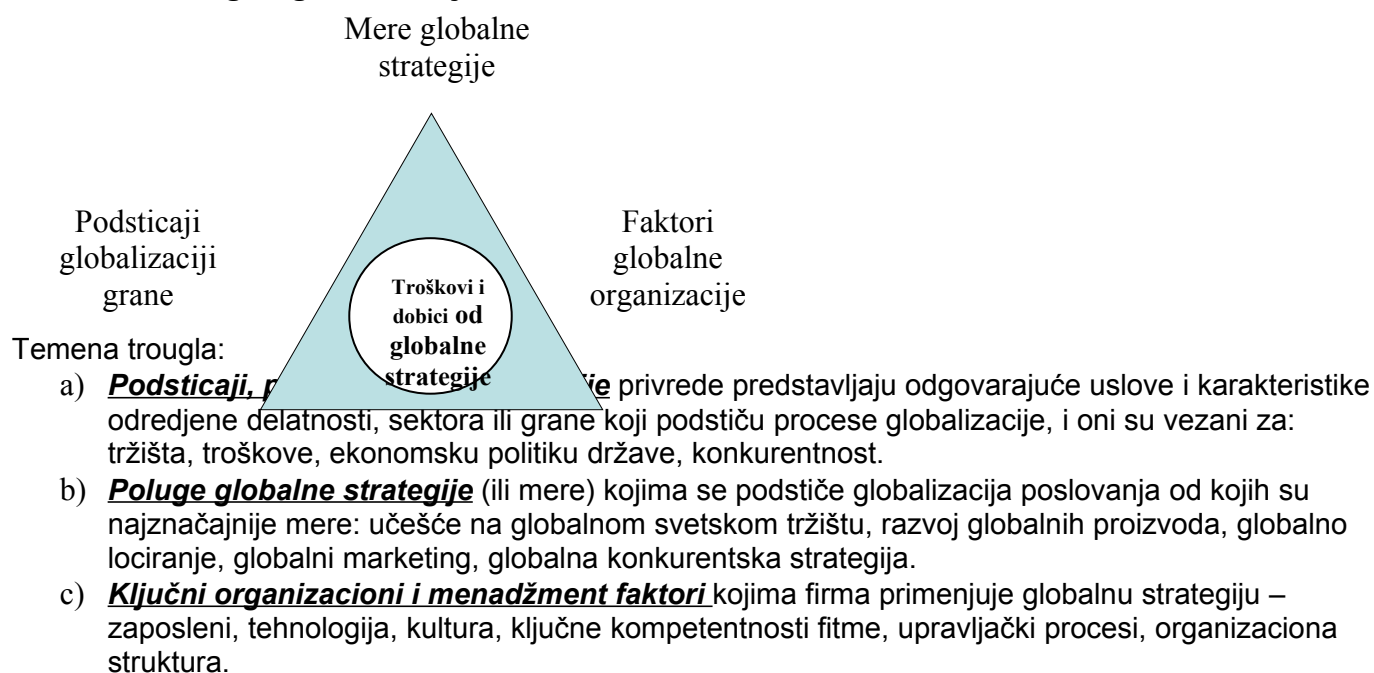 Mere globalne
strategije
Podsticaji
globalizaciji
grane
Faktori
globalne
organizacije
Troškovi i
dobici od
globalne
strategije
Temena trougla:
a) Podsticaji, privrede predstavljaju odgovarajuće uslove i karakteristike
odredjene delatnosti, sektora ili grane koji podstiču procese globalizacije, i oni su vezani za:
tržišta, troškove, ekonomsku politiku države, konkurentnost.
b) Poluge globalne strategije (ili mere) kojima se podstiče globalizacija poslovanja od kojih su
najznačajnije mere: učešće na globalnom svetskom tržištu, razvoj globalnih proizvoda, globalno
lociranje, globalni marketing, globalna konkurentska strategija.
c) Ključni organizacioni i menadžment faktori kojima firma primenjuje globalnu strategiju –
zaposleni, tehnologija, kultura, ključne kompetentnosti fitme, upravljački procesi, organizaciona
struktura.